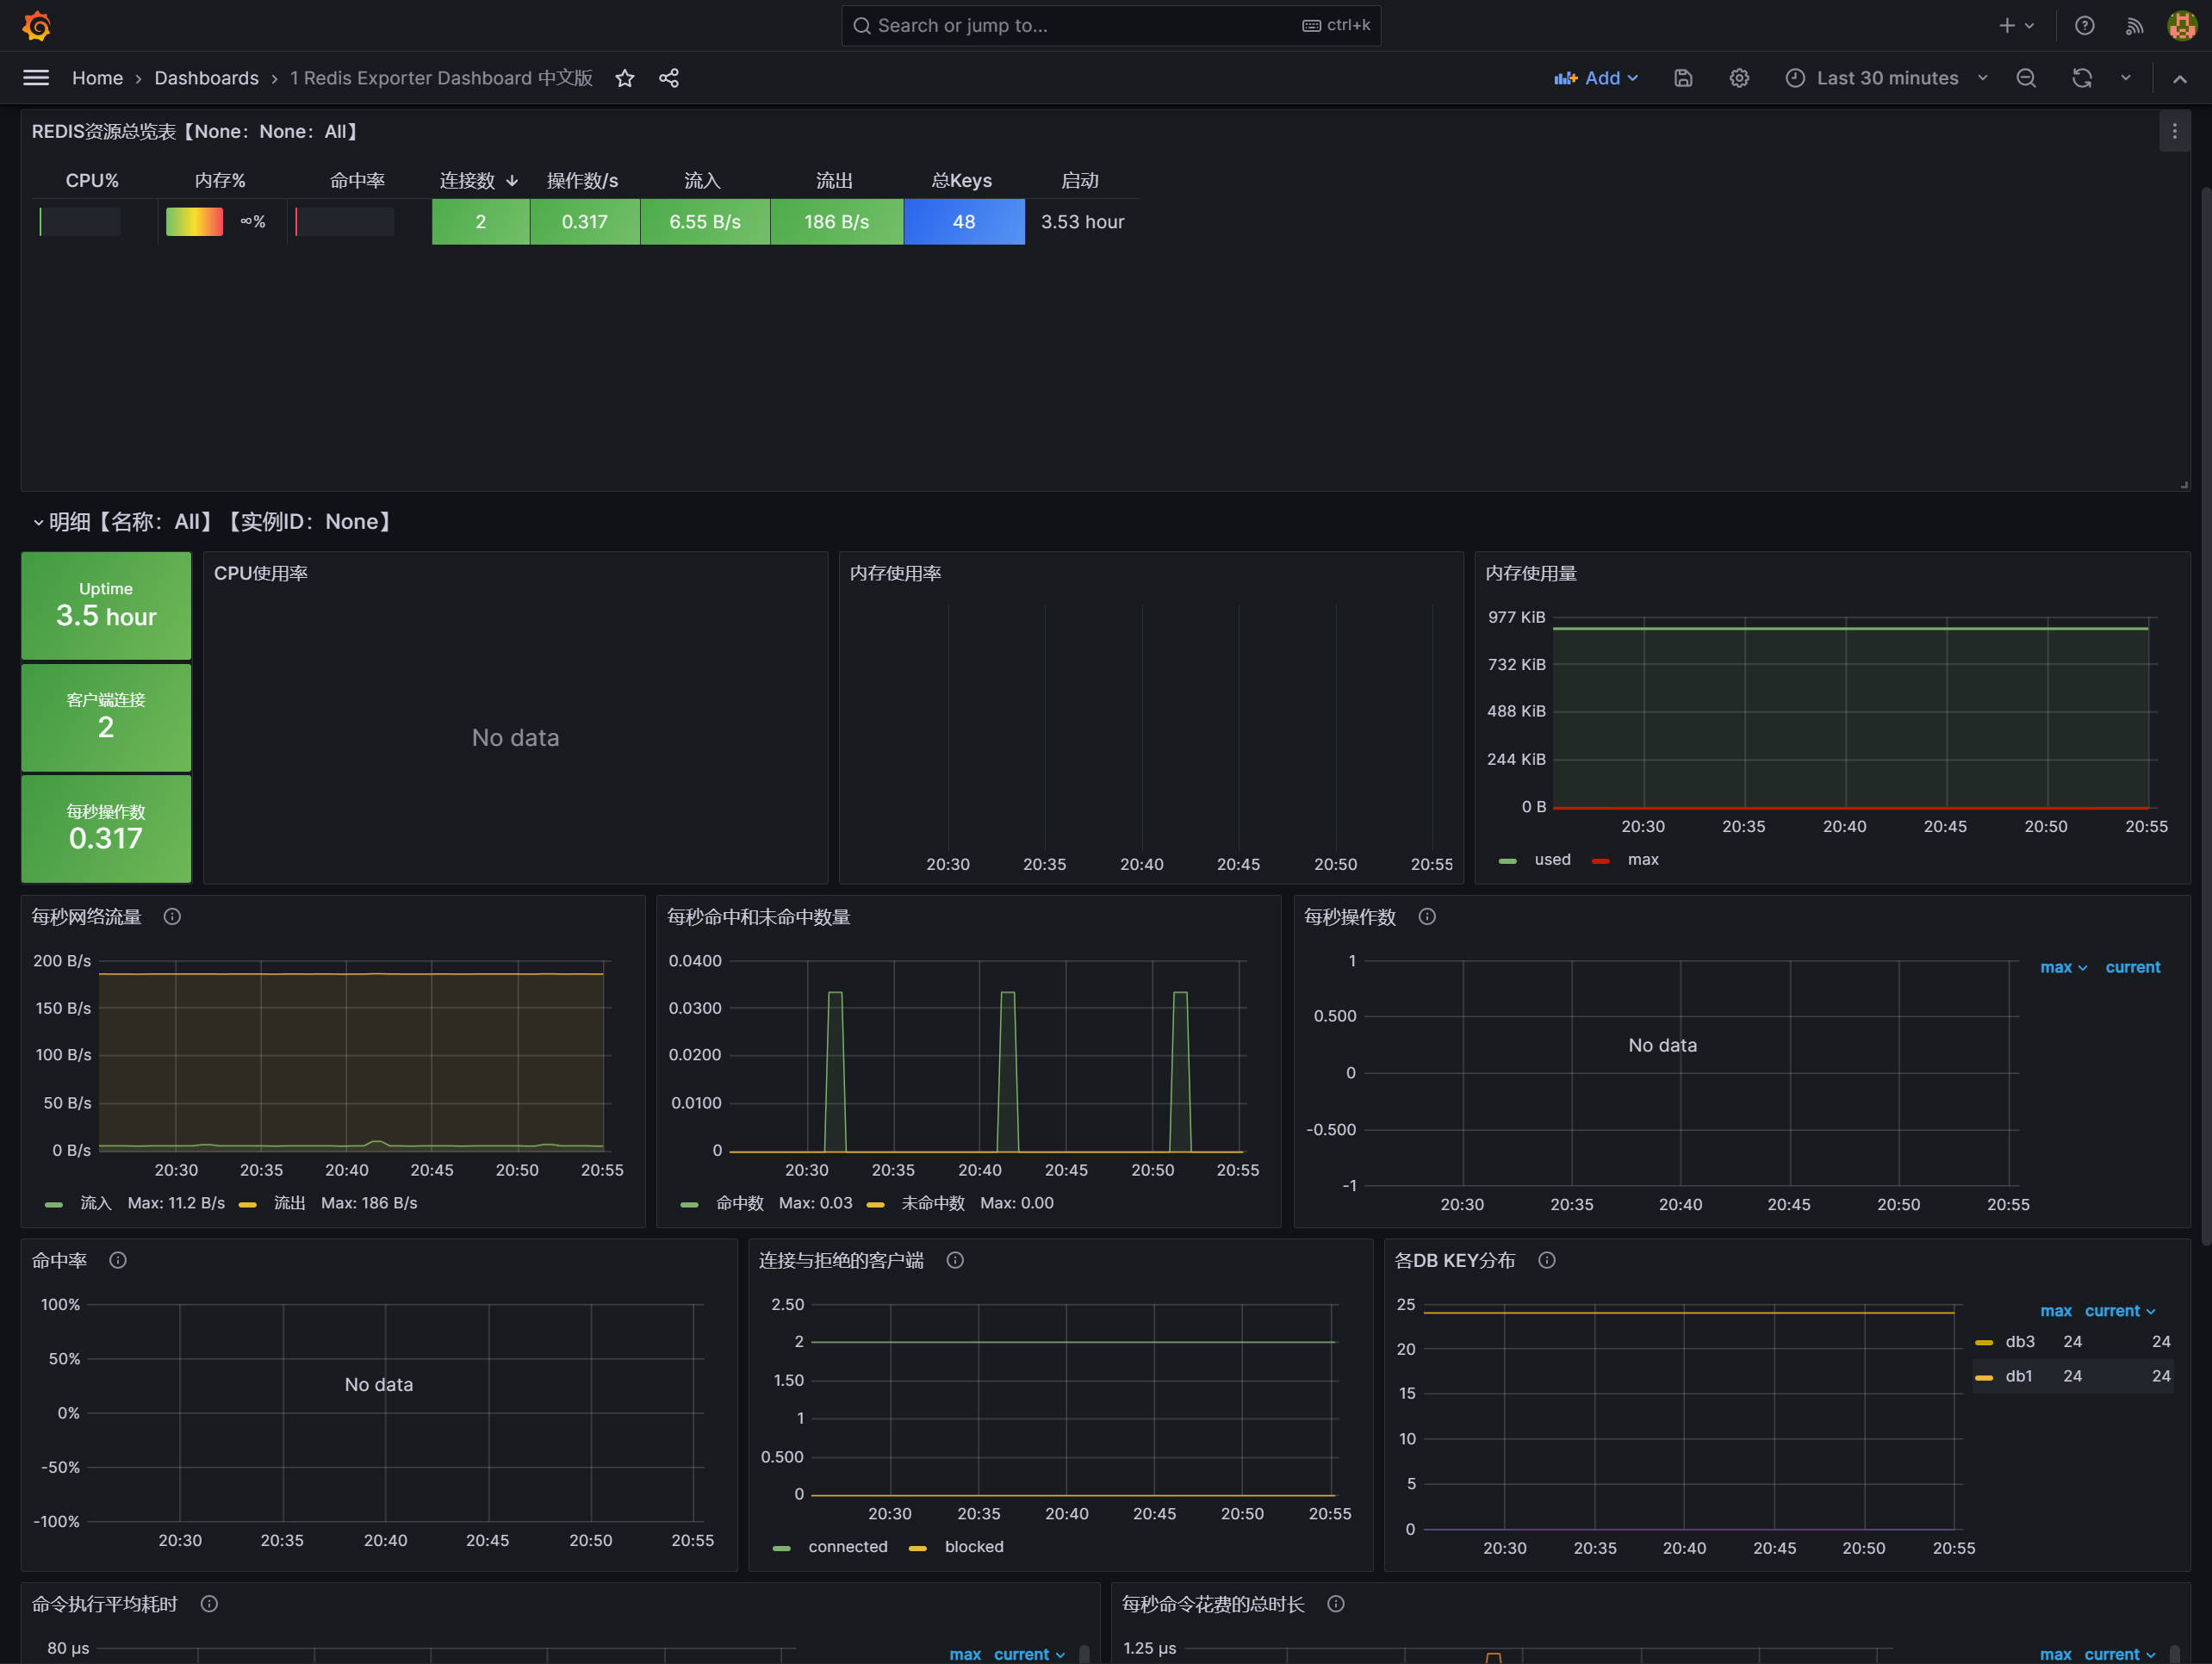 Search or jump to... ctrl+k
Home › Dashboards › 1 Redis Exporter Dashboard 中文版 Add Last 30 minutes
REDIS资源总览表【None：None：All】
CPU% 内存% 命中率 连接数 操作数/s 流入 流出 总Keys 启动
∞% 2 0.317 6.55 B/s 186 B/s 48 3.53 hour
明细【名称：All】【实例ID：None】
Uptime
3.5 hour
客户端连接
2
每秒操作数
0.317
CPU使用率
No data
内存使用率
20:30 20:35 20:40 20:45 20:50 20:55
内存使用量
977 KiB
732 KiB
488 KiB
244 KiB
0 B
20:30 20:35 20:40 20:45 20:50 20:55
used max
每秒网络流量
200 B/s
150 B/s
100 B/s
50 B/s
0 B/s
20:30 20:35 20:40 20:45 20:50 20:55
流入 Max: 11.2 B/s 流出 Max: 186 B/s
每秒命中和未命中数量
0.0400
0.0300
0.0200
0.0100
0
20:30 20:35 20:40 20:45 20:50 20:55
命中数 Max: 0.03 未命中数 Max: 0.00
每秒操作数
max current
1
0.500
No data
0
-0.500
-1
20:30 20:35 20:40 20:45 20:50 20:55
命中率
100%
50%
No data
0%
-50%
-100%
20:30 20:35 20:40 20:45 20:50 20:55
连接与拒绝的客户端
2.50
2
1.50
1
0.500
0
20:30 20:35 20:40 20:45 20:50 20:55
connected blocked
各DB KEY分布
25
20
15
10
5
0
20:30 20:35 20:40 20:45 20:50 20:55
max current
db3 24 24
db1 24 24
命令执行平均耗时
80 µs
max current
每秒命令花费的总时长
1.25 µs
max current